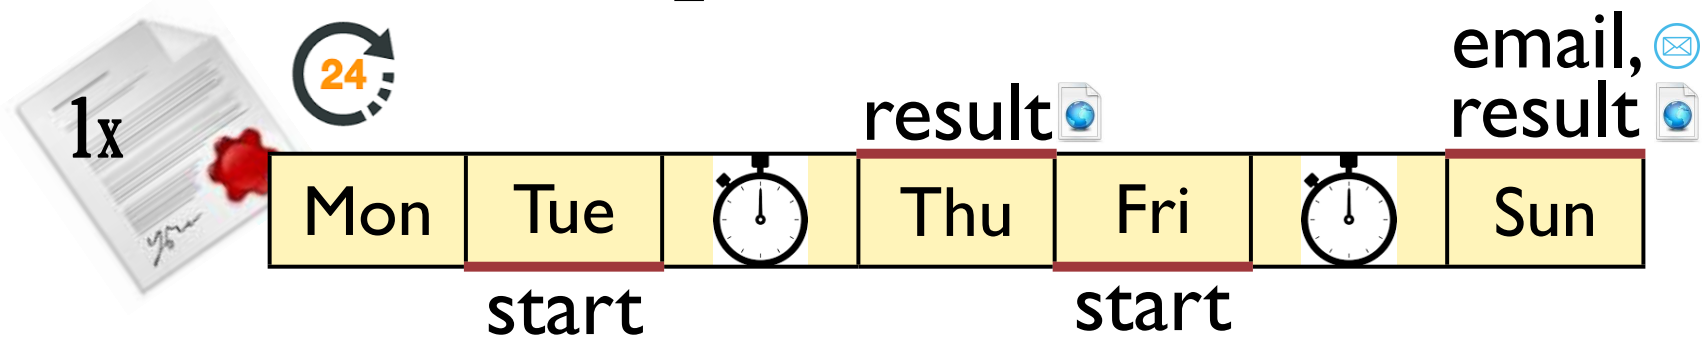 email,
result
result
24
1x
Mon Tue Thu Fri Sun
start start